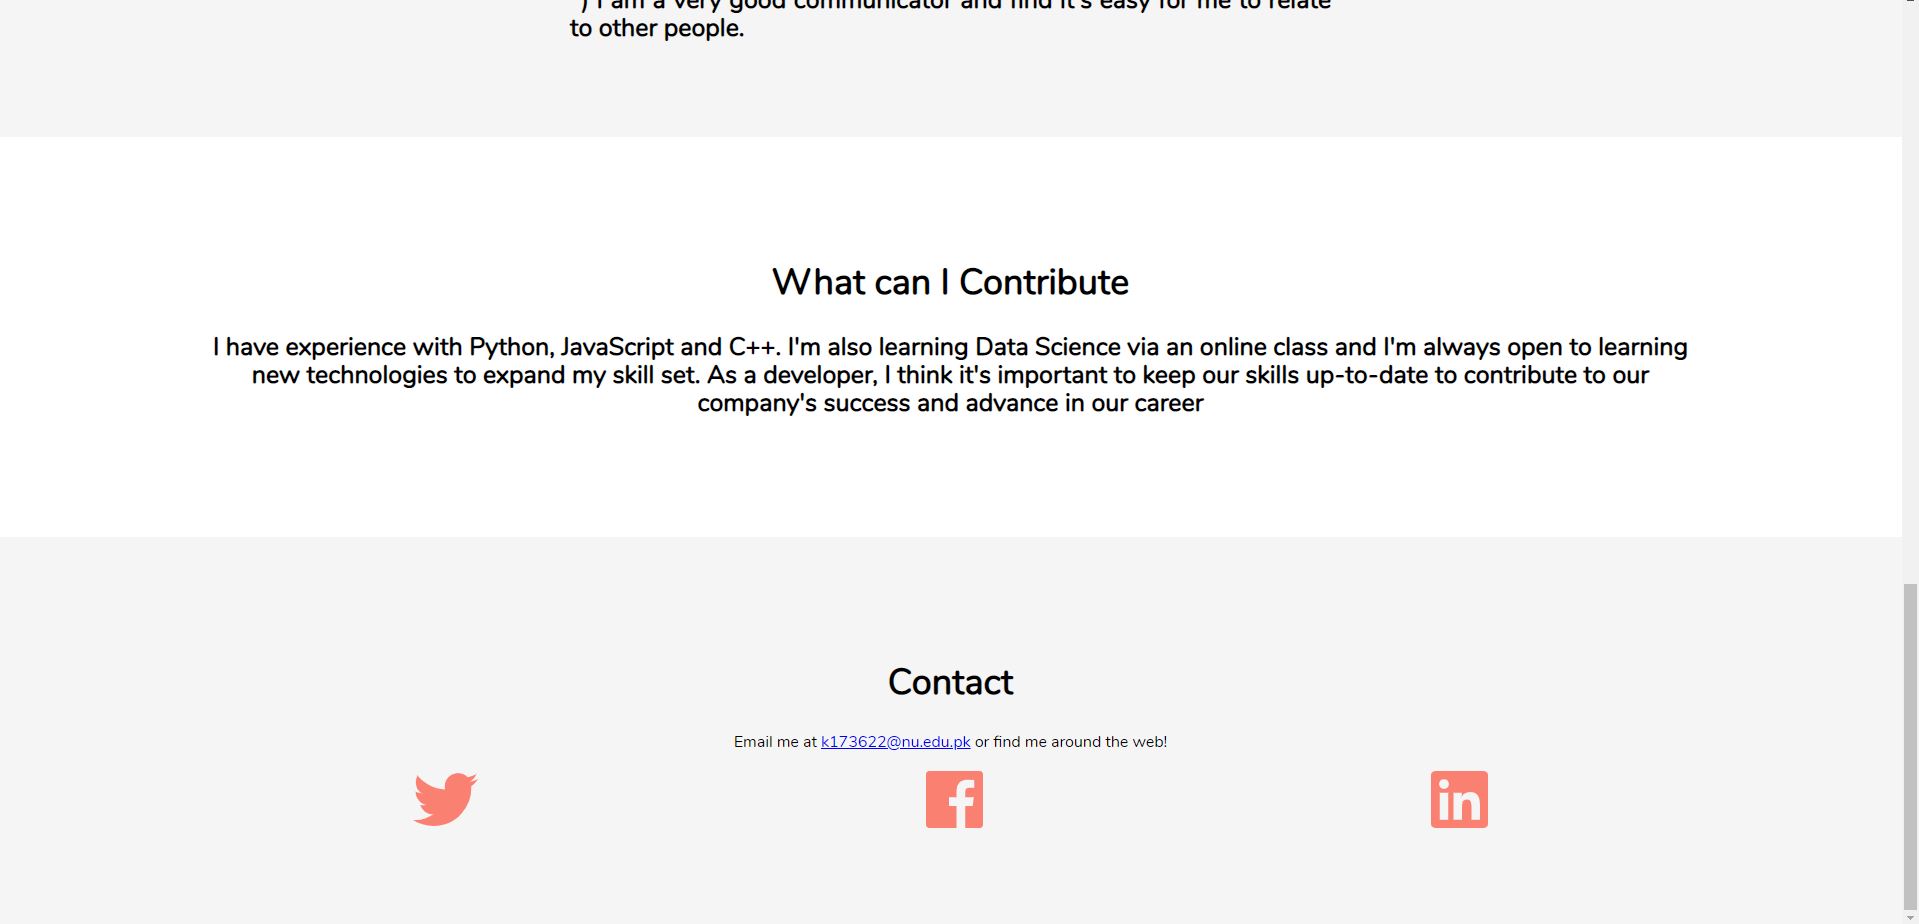 ) I am a very good communicator and find it's easy for me to relate
to other people.
What can I Contribute
I have experience with Python, JavaScript and C++. I'm also learning Data Science via an online class and I'm always open to learning
new technologies to expand my skill set. As a developer, I think it's important to keep our skills up-to-date to contribute to our
company's success and advance in our career
Contact
Email me at k173622@nu.edu.pk or find me around the web!
f
in